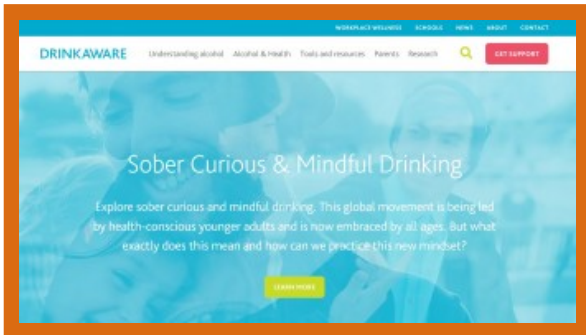 WORKPLACE WELLNESS SCHOOLS NEWS ABOUT CONTACT
DRINKAWARE Understanding alcohol Alcohol & Health Tools and resources Parents Research GET SUPPORT
Sober Curious & Mindful Drinking
Explore sober curious and mindful drinking. This global movement is being led
by health-conscious younger adults and is now embraced by all ages. But what
exactly does this mean and how can we practice this new mindset?
LEARN MORE